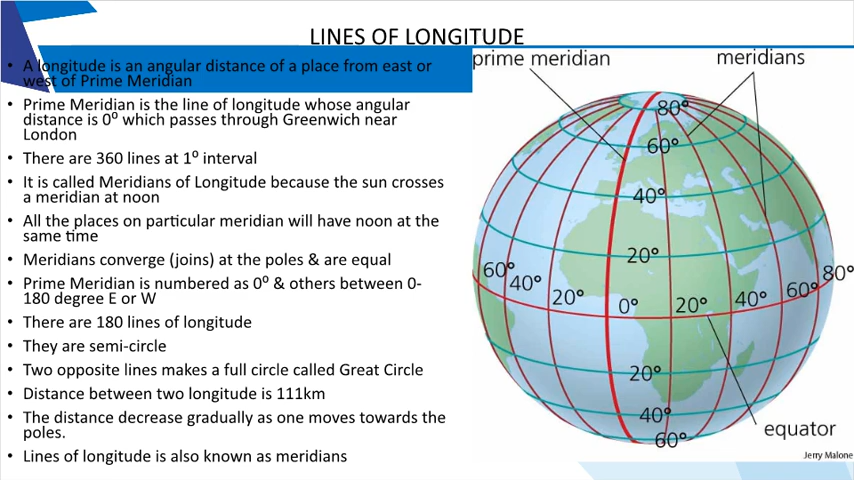 LINES OF LONGITUDE
• A longitude is an angular distance of a place from east or
west of Prime Meridian
• Prime Meridian is the line of longitude whose angular
distance is 0⁰ which passes through Greenwich near
London
• There are 360 lines at 1⁰ interval
• It is called Meridians of Longitude because the sun crosses
a meridian at noon
• All the places on particular meridian will have noon at the
same time
• Meridians converge (joins) at the poles & are equal
• Prime Meridian is numbered as 0⁰ & others between 0-
180 degree E or W
• There are 180 lines of longitude
• They are semi-circle
• Two opposite lines makes a full circle called Great Circle
• Distance between two longitude is 111km
• The distance decrease gradually as one moves towards the
poles.
• Lines of longitude is also known as meridians
prime meridian
meridians
80°
60°
40°
20°
60° 40° 20° 0° 20° 40° 60° 80°
20°
40°
60°
equator
Jerry Malone